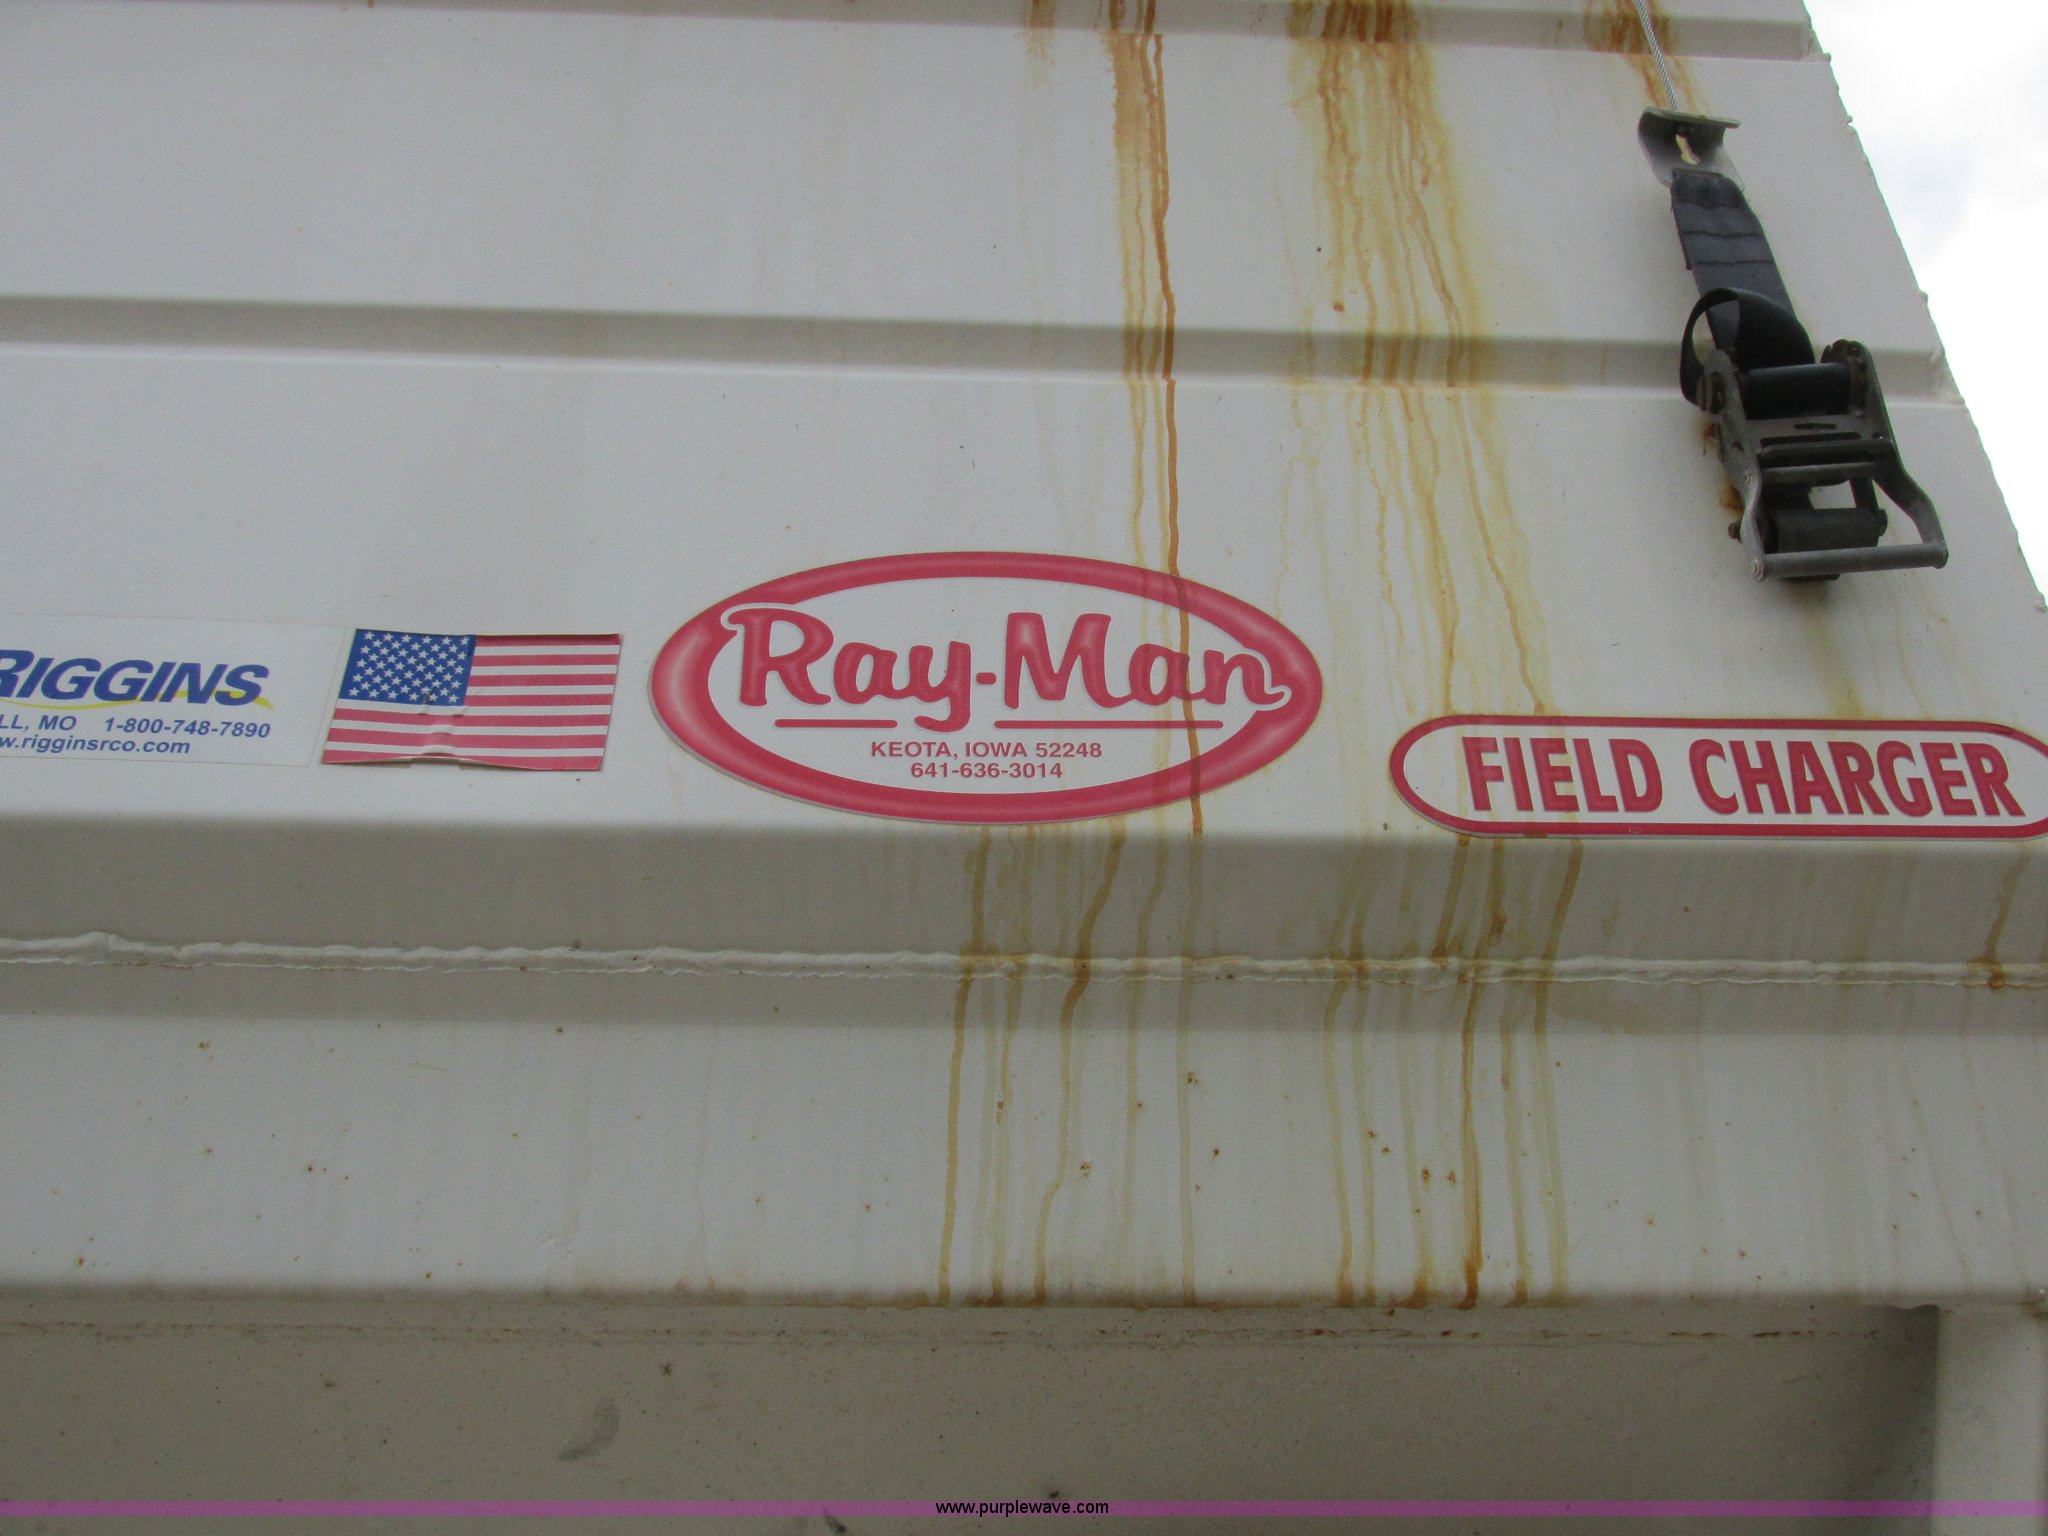 RIGGINS
LL, MO 1-800-748-7890
w.rigginsrco.com
Ray-Man
KEOTA, IOWA 52248
641-636-3014
FIELD CHARGER
www.purplewave.com